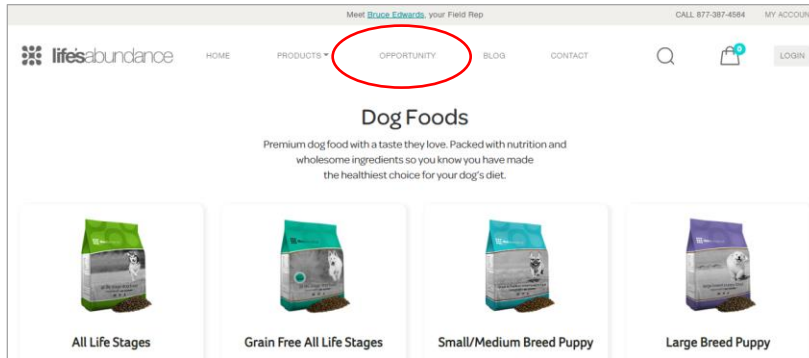 Meet Bruce Edwards, your Field Rep
CALL 877-387-4564 MY ACCOUN
life'sabundance HOME PRODUCTS OPPORTUNITY BLOG CONTACT 0 LOGIN
Dog Foods
Premium dog food with a taste they love. Packed with nutrition and
wholesome ingredients so you know you have made
the healthiest choice for your dog's diet.
All Life Stages
Grain Free All Life Stages
Small/Medium Breed Puppy
Large Breed Puppy